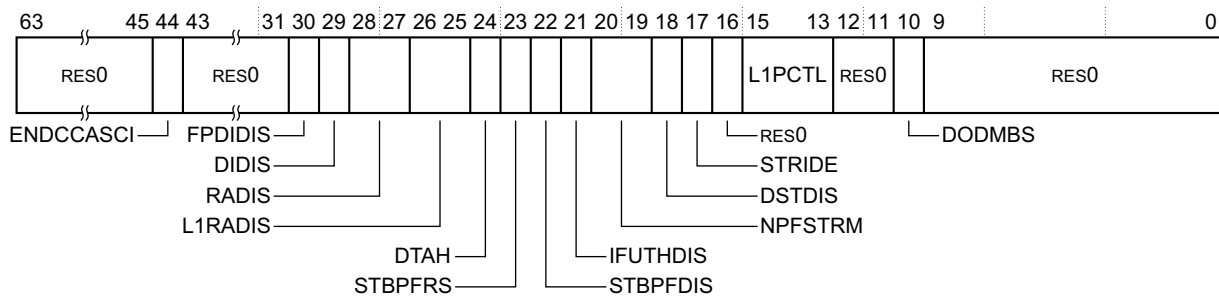 63 45 44 43 31 30 29 28 27 26 25 24 23 22 21 20 19 18 17 16 15 13 12 11 10 9 0
RES0 RES0 L1PCTL RES0 RES0
ENDCCASCI FPDIDIS RES0 DODMBS
DIDIS STRIDE
RADIS DSTDIS
L1RADIS NPFSTRM
DTAH IFUTHDIS
STBPFRS STBPFDIS